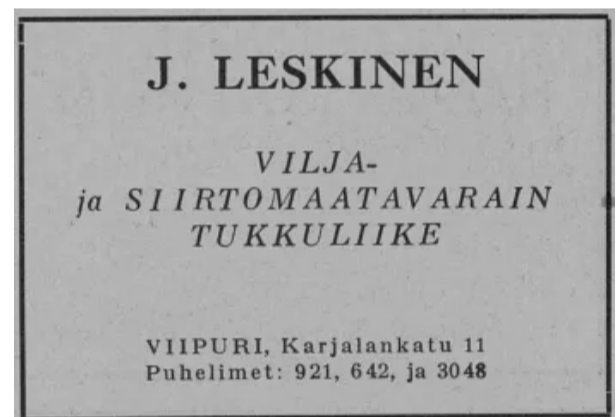 J. LESKINEN
VILJA-
ja SIIRTOMAATAVARAIN
TUKKULIIKE
VIIPURI, Karjalankatu 11
Puhelimet: 921, 642, ja 3048